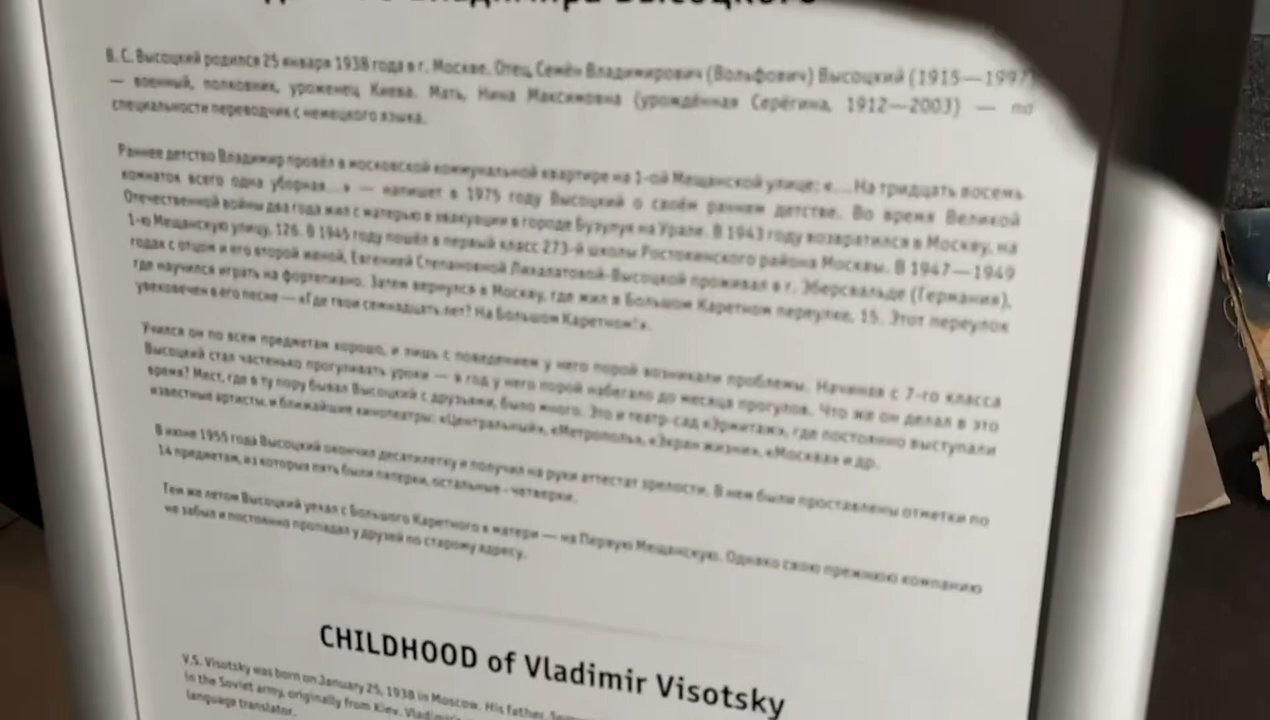 Владимира Высоцкого
В. С. Высоцкий родился 25 января 1938 года в г. Москве. Отец Семён Владимирович (Вольфович) Высоцкий (1915—1997)
— военный, полковник, уроженец Киева. Мать, Нина Максимовна (урождённая Серёгина, 1912—2003) — по
специальности переводчик с немецкого языка.
Раннее детство Владимир провёл в московской коммунальной квартире на 1-ой Мещанской улице: «...На тридцать восемь
комнаток всего одна уборная...» — напишет в 1975 году Высоцкий о своём раннем детстве. Во время Великой
Отечественной войны два года жил с матерью в эвакуации в городе Бузулук на Урале. В 1943 году возвратился в Москву, на
1-ю Мещанскую улицу, 126. В 1945 году пошёл в первый класс 273-й школы Ростокинского района Москвы. В 1947—1949
годах с отцом и его второй женой, Евгенией Степановной Лихалатовой-Высоцкой проживал в г. Эберсвальде (Германия),
где научился играть на фортепиано. Затем вернулся в Москву, где жил в Большом Каретном переулке, 15. Этот переулок
увековечен в его песне — «Где твои семнадцать лет? На Большом Каретном!».
Учился он по всем предметам хорошо, и лишь с поведением у него порой возникали проблемы. Начиная с 7-го класса
Высоцкий стал частенько прогуливать уроки — в год у него порой набегало до месяца прогулов. Что же он делал в это
время? Мест, где в ту пору бывал Высоцкий с друзьями, было много. Это и театр-сад «Эрмитаж», где постоянно выступали
известные артисты, и ближайшие кинотеатры: «Центральный», «Метрополь», «Экран жизни», «Москва» и др.
В июне 1955 года Высоцкий окончил десятилетку и получил на руки аттестат зрелости. В нем были проставлены отметки по
14 предметам, из которых пять были пятерки, остальные - четверки.
Тем же летом Высоцкий уехал с Большого Каретного к матери — на Первую Мещанскую. Однако свою прежнюю компанию
не забыл и постоянно пропадал у друзей по старому адресу.
CHILDHOOD of Vladimir Visotsky
V.S. Visotsky was born on January 25, 1938 in Moscow. His father,
in the Soviet army, originally from Kiev.
language translator.